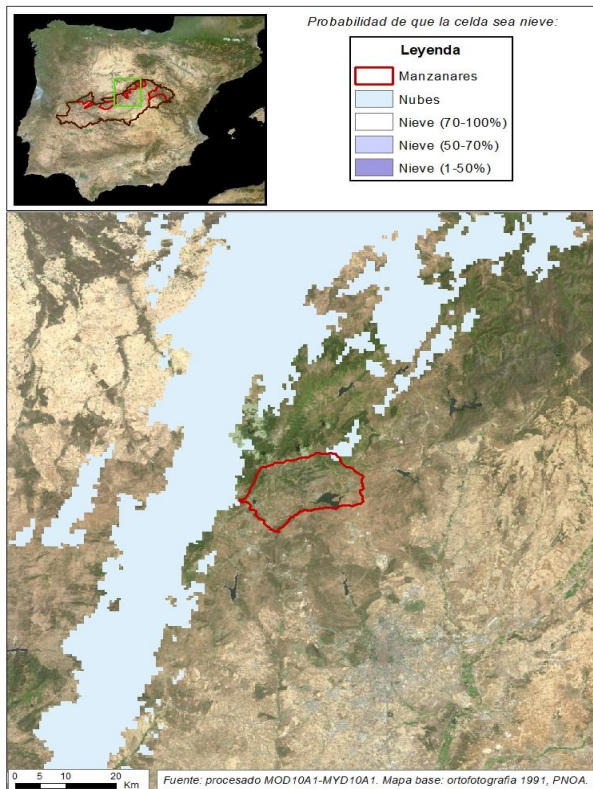 Probabilidad de que la celda sea nieve:
Leyenda
Manzanares
Nubes
Nieve (70-100%)
Nieve (50-70%)
Nieve (1-50%)
0 5 10 20
Km
Fuente: procesado MOD10A1-MYD10A1. Mapa base: ortofotografia 1991, PNOA.